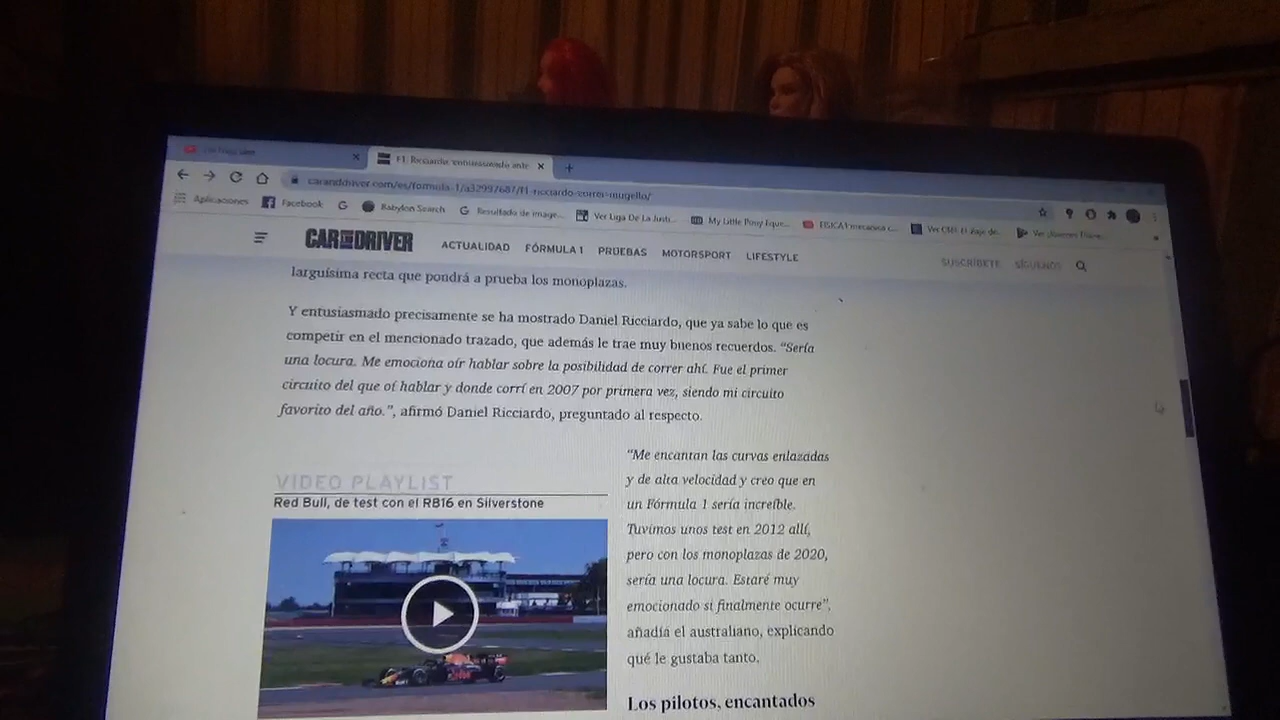 F1: Ricciardo, entusiasmado ante
caranddriver.com/es/formula-1/a32997687/f1-ricciardo-correr-mugello/
Aplicaciones Facebook G Babylon Search Resultado de image... Ver Liga De La Justi... My Little Pony Eque... FISICA I mecanica c...
CAR AND DRIVER ACTUALIDAD FÓRMULA 1 PRUEBAS MOTORSPORT LIFESTYLE SUSCRÍBETE SÍGUENOS
larguísima recta que pondrá a prueba los monoplazas.
Y entusiasmado precisamente se ha mostrado Daniel Ricciardo, que ya sabe lo que es
competir en el mencionado trazado, que además le trae muy buenos recuerdos. “Sería
una locura. Me emociona oír hablar sobre la posibilidad de correr ahí. Fue el primer
circuito del que oí hablar y donde corrí en 2007 por primera vez, siendo mi circuito
favorito del año.”, afirmó Daniel Ricciardo, preguntado al respecto.
VIDEO PLAYLIST
Red Bull, de test con el RB16 en Silverstone
“Me encantan las curvas enlazadas
y de alta velocidad y creo que en
un Fórmula 1 sería increíble.
Tuvimos unos test en 2012 allí,
pero con los monoplazas de 2020,
sería una locura. Estaré muy
emocionado si finalmente ocurre”,
añadía el australiano, explicando
qué le gustaba tanto.
Los pilotos, encantados